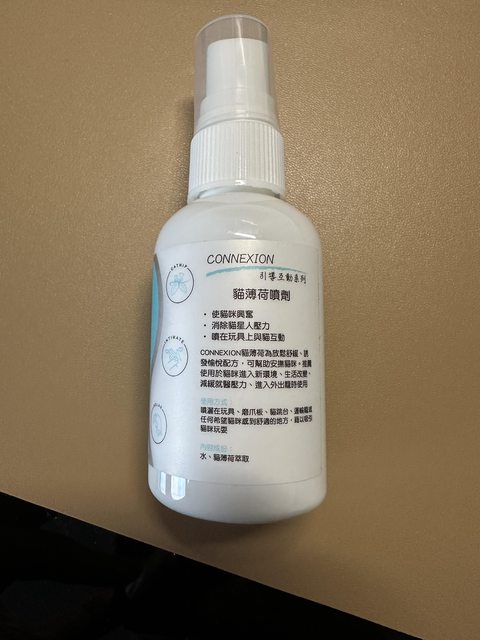 CONNEXION
引導互動系列
貓薄荷噴劑
・使貓咪興奮
・消除貓星人壓力
・噴在玩具上與貓互動
CONNEXION貓薄荷為放鬆舒緩、誘
發愉悅配方，可幫助安撫貓咪。推薦
使用於貓咪進入新環境、生活改變、
減緩就醫壓力、進入外出籠時使用
使用方式：
噴灑在玩具、磨爪板、貓跳台、運輸籠或
任何希望貓咪感到舒適的地方，藉以吸引
貓咪玩耍
內容成份：
水、貓薄荷萃取
CATNIP
INTIMATE